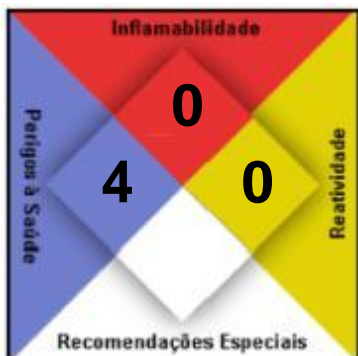 Inflamabilidade
0
Perigos à Saúde
4
0
Reatividade
Recomendações Especiais